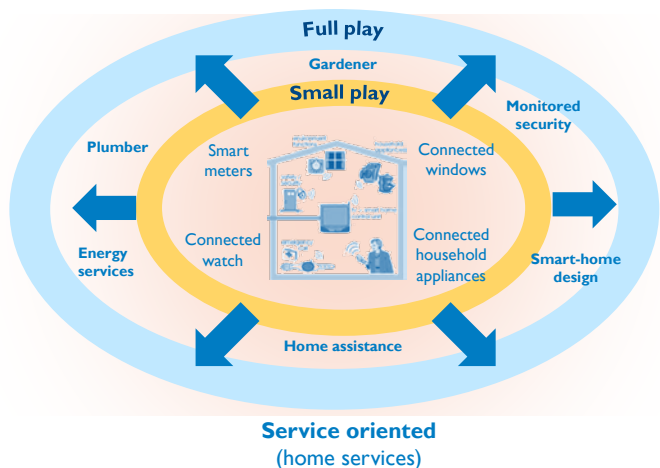 Full play
Gardener
Small play
Monitored
security
Plumber
Smart
meters
Connected
windows
Connected
watch
Connected
household
appliances
Energy
services
Smart-home
design
Home assistance
Service oriented
(home services)